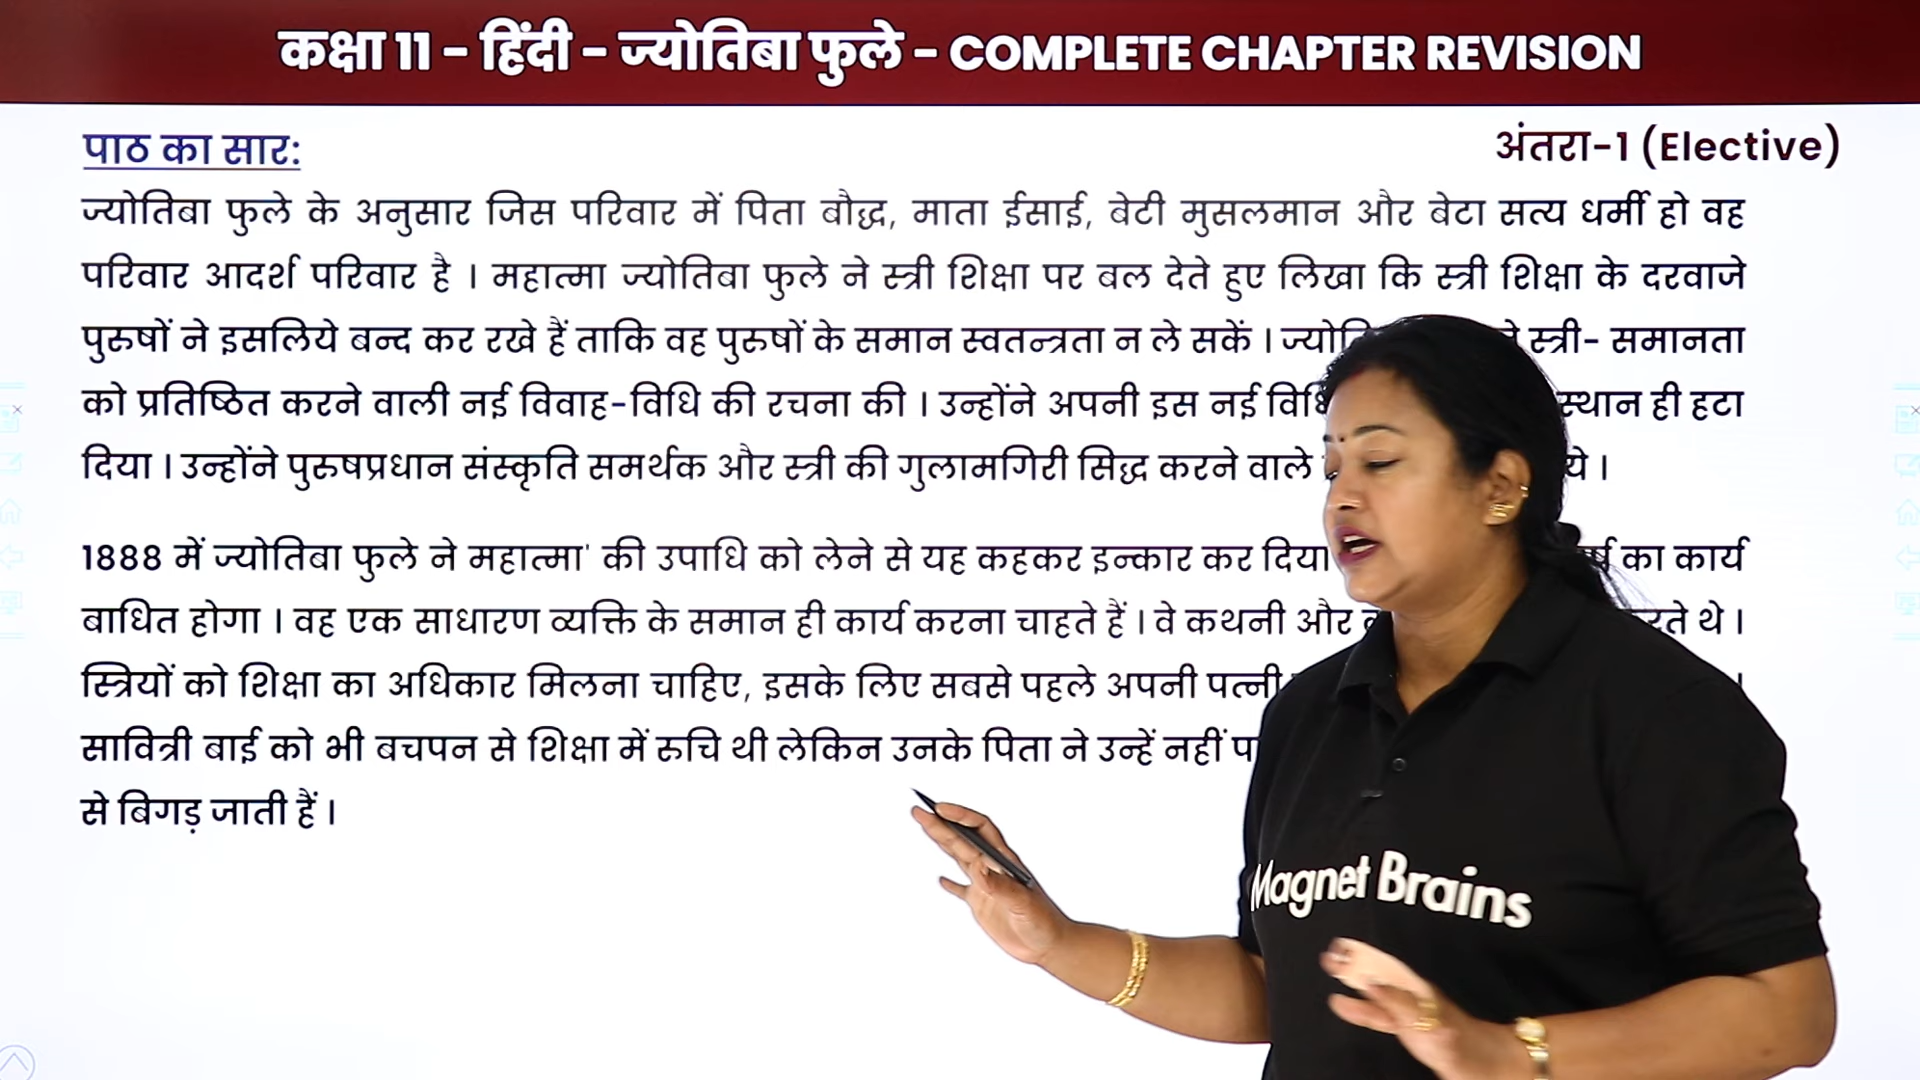 कक्षा 11 - हिंदी - ज्योतिबा फुले - COMPLETE CHAPTER REVISION
पाठ का सार:
अंतरा-1 (Elective)
ज्योतिबा फुले के अनुसार जिस परिवार में पिता बौद्ध, माता ईसाई, बेटी मुसलमान और बेटा सत्य धर्मी हो वह
परिवार आदर्श परिवार है । महात्मा ज्योतिबा फुले ने स्त्री शिक्षा पर बल देते हुए लिखा कि स्त्री शिक्षा के दरवाजे
पुरुषों ने इसलिये बन्द कर रखे हैं ताकि वह पुरुषों के समान स्वतन्त्रता न ले सकें । स्त्री- समानता
को प्रतिष्ठित करने वाली नई विवाह-विधि की रचना की । उन्होंने अपनी इस नई स्थान ही हटा
दिया । उन्होंने पुरुषप्रधान संस्कृति समर्थक और स्त्री की गुलामगिरी सिद्ध करने वाले
1888 में ज्योतिबा फुले ने महात्मा' की उपाधि को लेने से यह कहकर इन्कार कर दिया का कार्य
बाधित होगा । वह एक साधारण व्यक्ति के समान ही कार्य करना चाहते हैं । वे कथनी और थे ।
स्त्रियों को शिक्षा का अधिकार मिलना चाहिए, इसके लिए सबसे पहले अपनी पत्नी ।
सावित्री बाई को भी बचपन से शिक्षा में रुचि थी लेकिन उनके पिता ने उन्हें नहीं
से बिगड़ जाती हैं ।
Magnet Brains